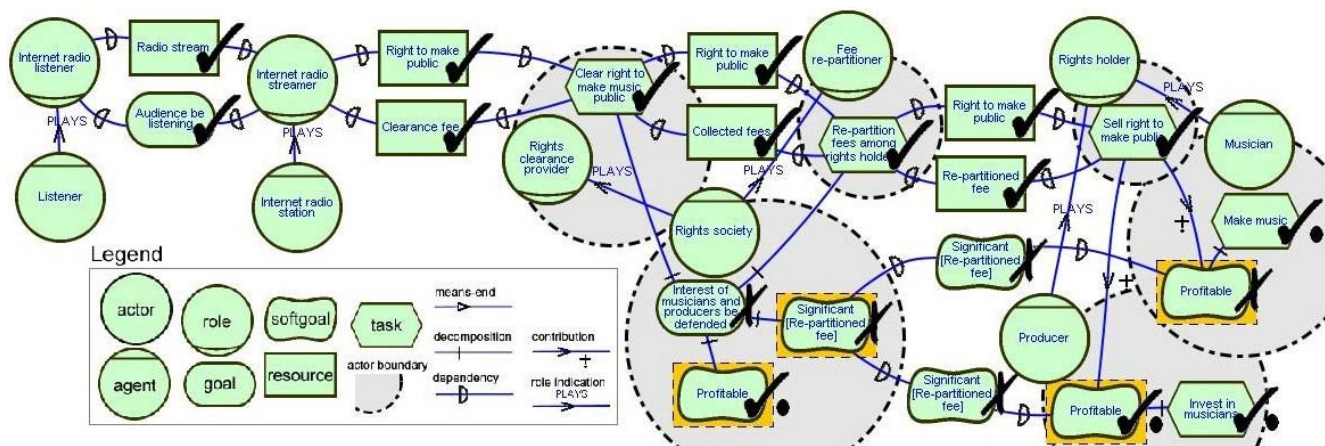 Internet radio
listener
Radio stream
Audience be
listening
PLAYS
Listener
Internet radio
streamer
PLAYS
Internet radio
station
Right to make
public
Clearance fee
Clear right to
make music
public
Rights
clearance
provider
PLAYS
Right to make
public
Collected fees
Fee
re-partitioner
PLAYS
Re-partition
fees among
rights holder
Rights society
Interest of
musicians and
producers be
defended
Profitable
Significant
[Re-partitioned
fee]
Right to make
public
Re-partitioned
fee
Rights holder
PLAYS
Sell right to
make public
Musician
Make music
Profitable
Significant
[Re-partitioned
fee]
PLAYS
Producer
Significant
[Re-partitioned
fee]
Profitable
Invest in
musicians
Legend
actor
role
softgoal
task
agent
goal
resource
actor boundary
means-end
decomposition
dependency
contribution
role indication
PLAYS